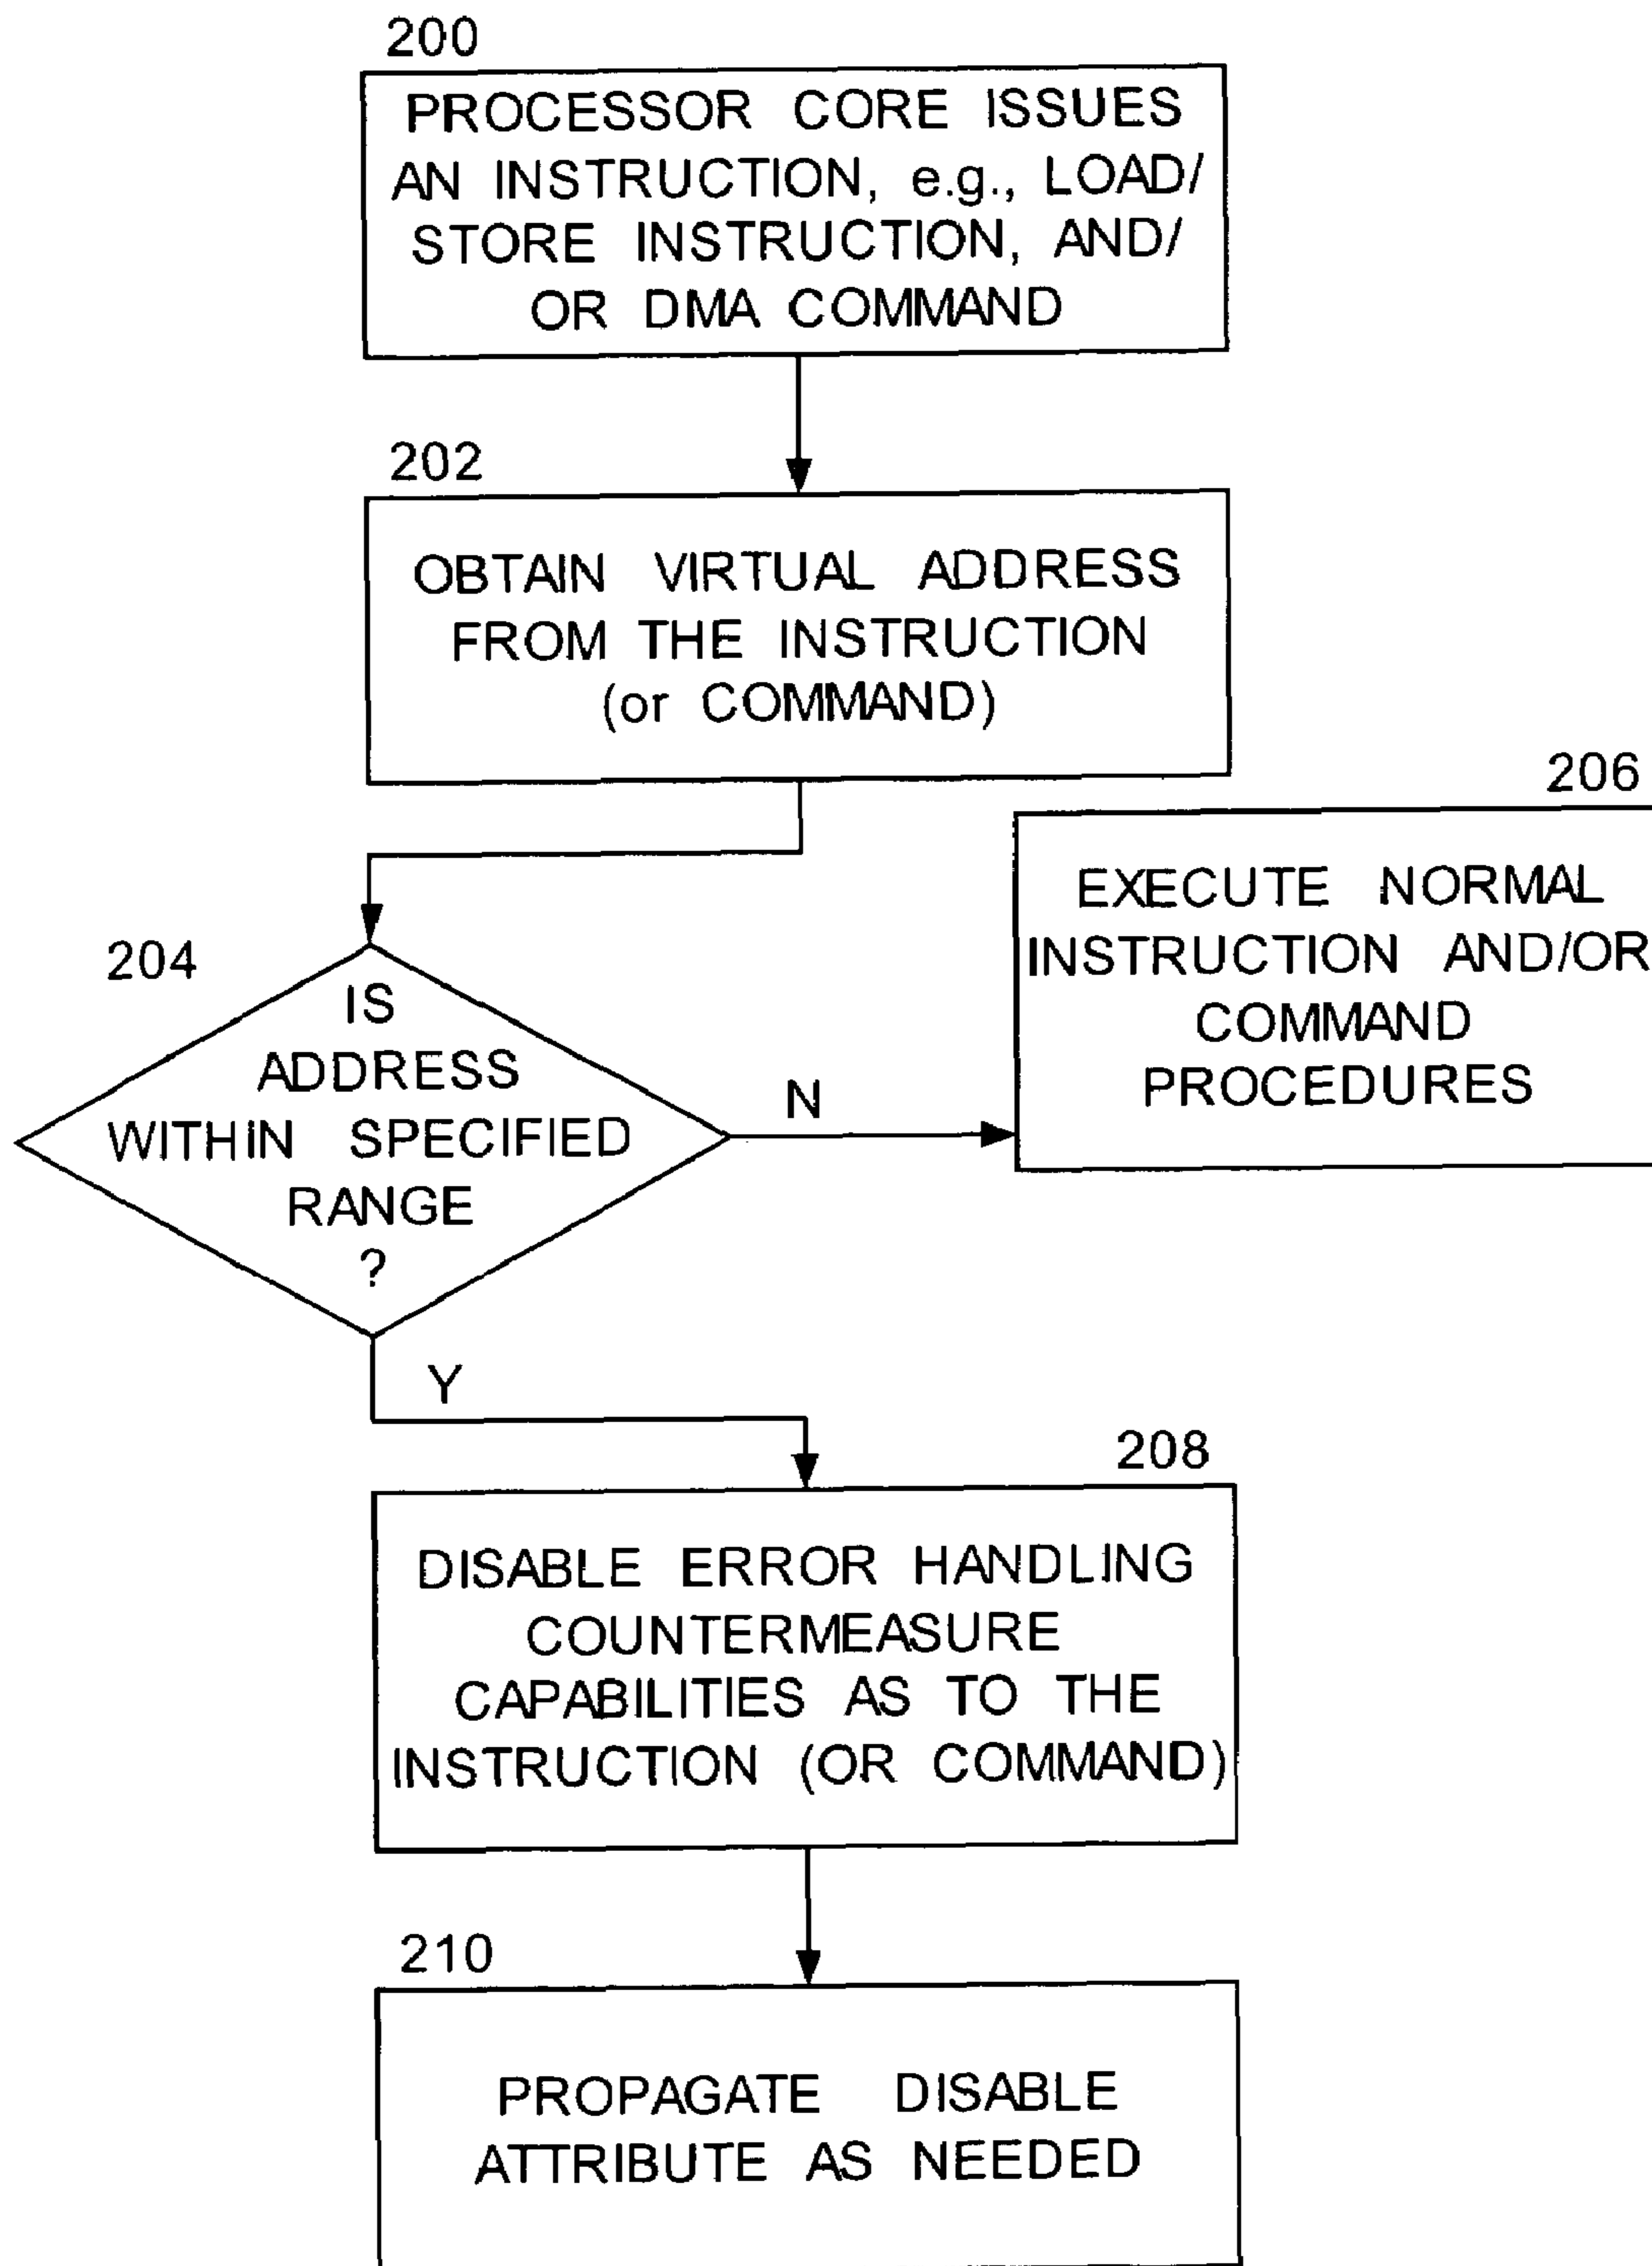 200
PROCESSOR CORE ISSUES
AN INSTRUCTION, e.g., LOAD/
STORE INSTRUCTION, AND/
OR DMA COMMAND
202
OBTAIN VIRTUAL ADDRESS
FROM THE INSTRUCTION
(or COMMAND)
206
EXECUTE NORMAL
INSTRUCTION AND/OR
COMMAND
PROCEDURES
204
IS
ADDRESS
WITHIN SPECIFIED
RANGE
?
N
Y
208
DISABLE ERROR HANDLING
COUNTERMEASURE
CAPABILITIES AS TO THE
INSTRUCTION (OR COMMAND)
210
PROPAGATE DISABLE
ATTRIBUTE AS NEEDED